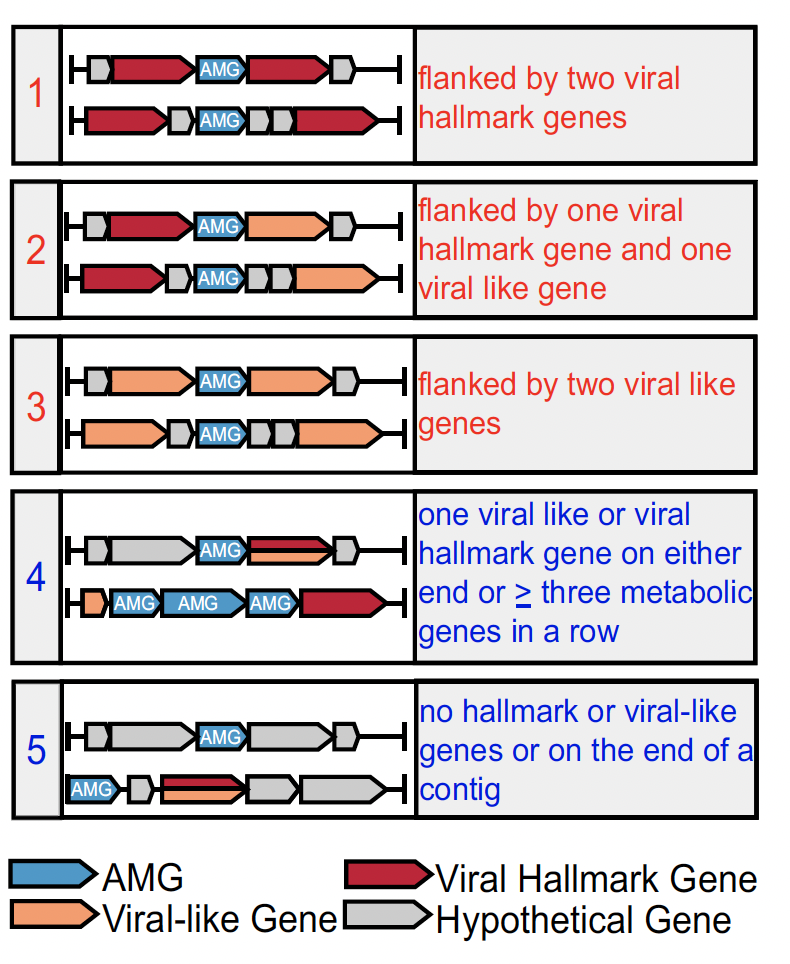 1
AMG
AMG
flanked by two viral
hallmark genes
2
AMG
AMG
flanked by one viral
hallmark gene and one
viral like gene
3
AMG
AMG
flanked by two viral like
genes
4
AMG
AMG AMG AMG
one viral like or viral
hallmark gene on either
end or ≥ three metabolic
genes in a row
5
AMG
AMG
no hallmark or viral-like
genes or on the end of a
contig
AMG
Viral Hallmark Gene
Viral-like Gene
Hypothetical Gene